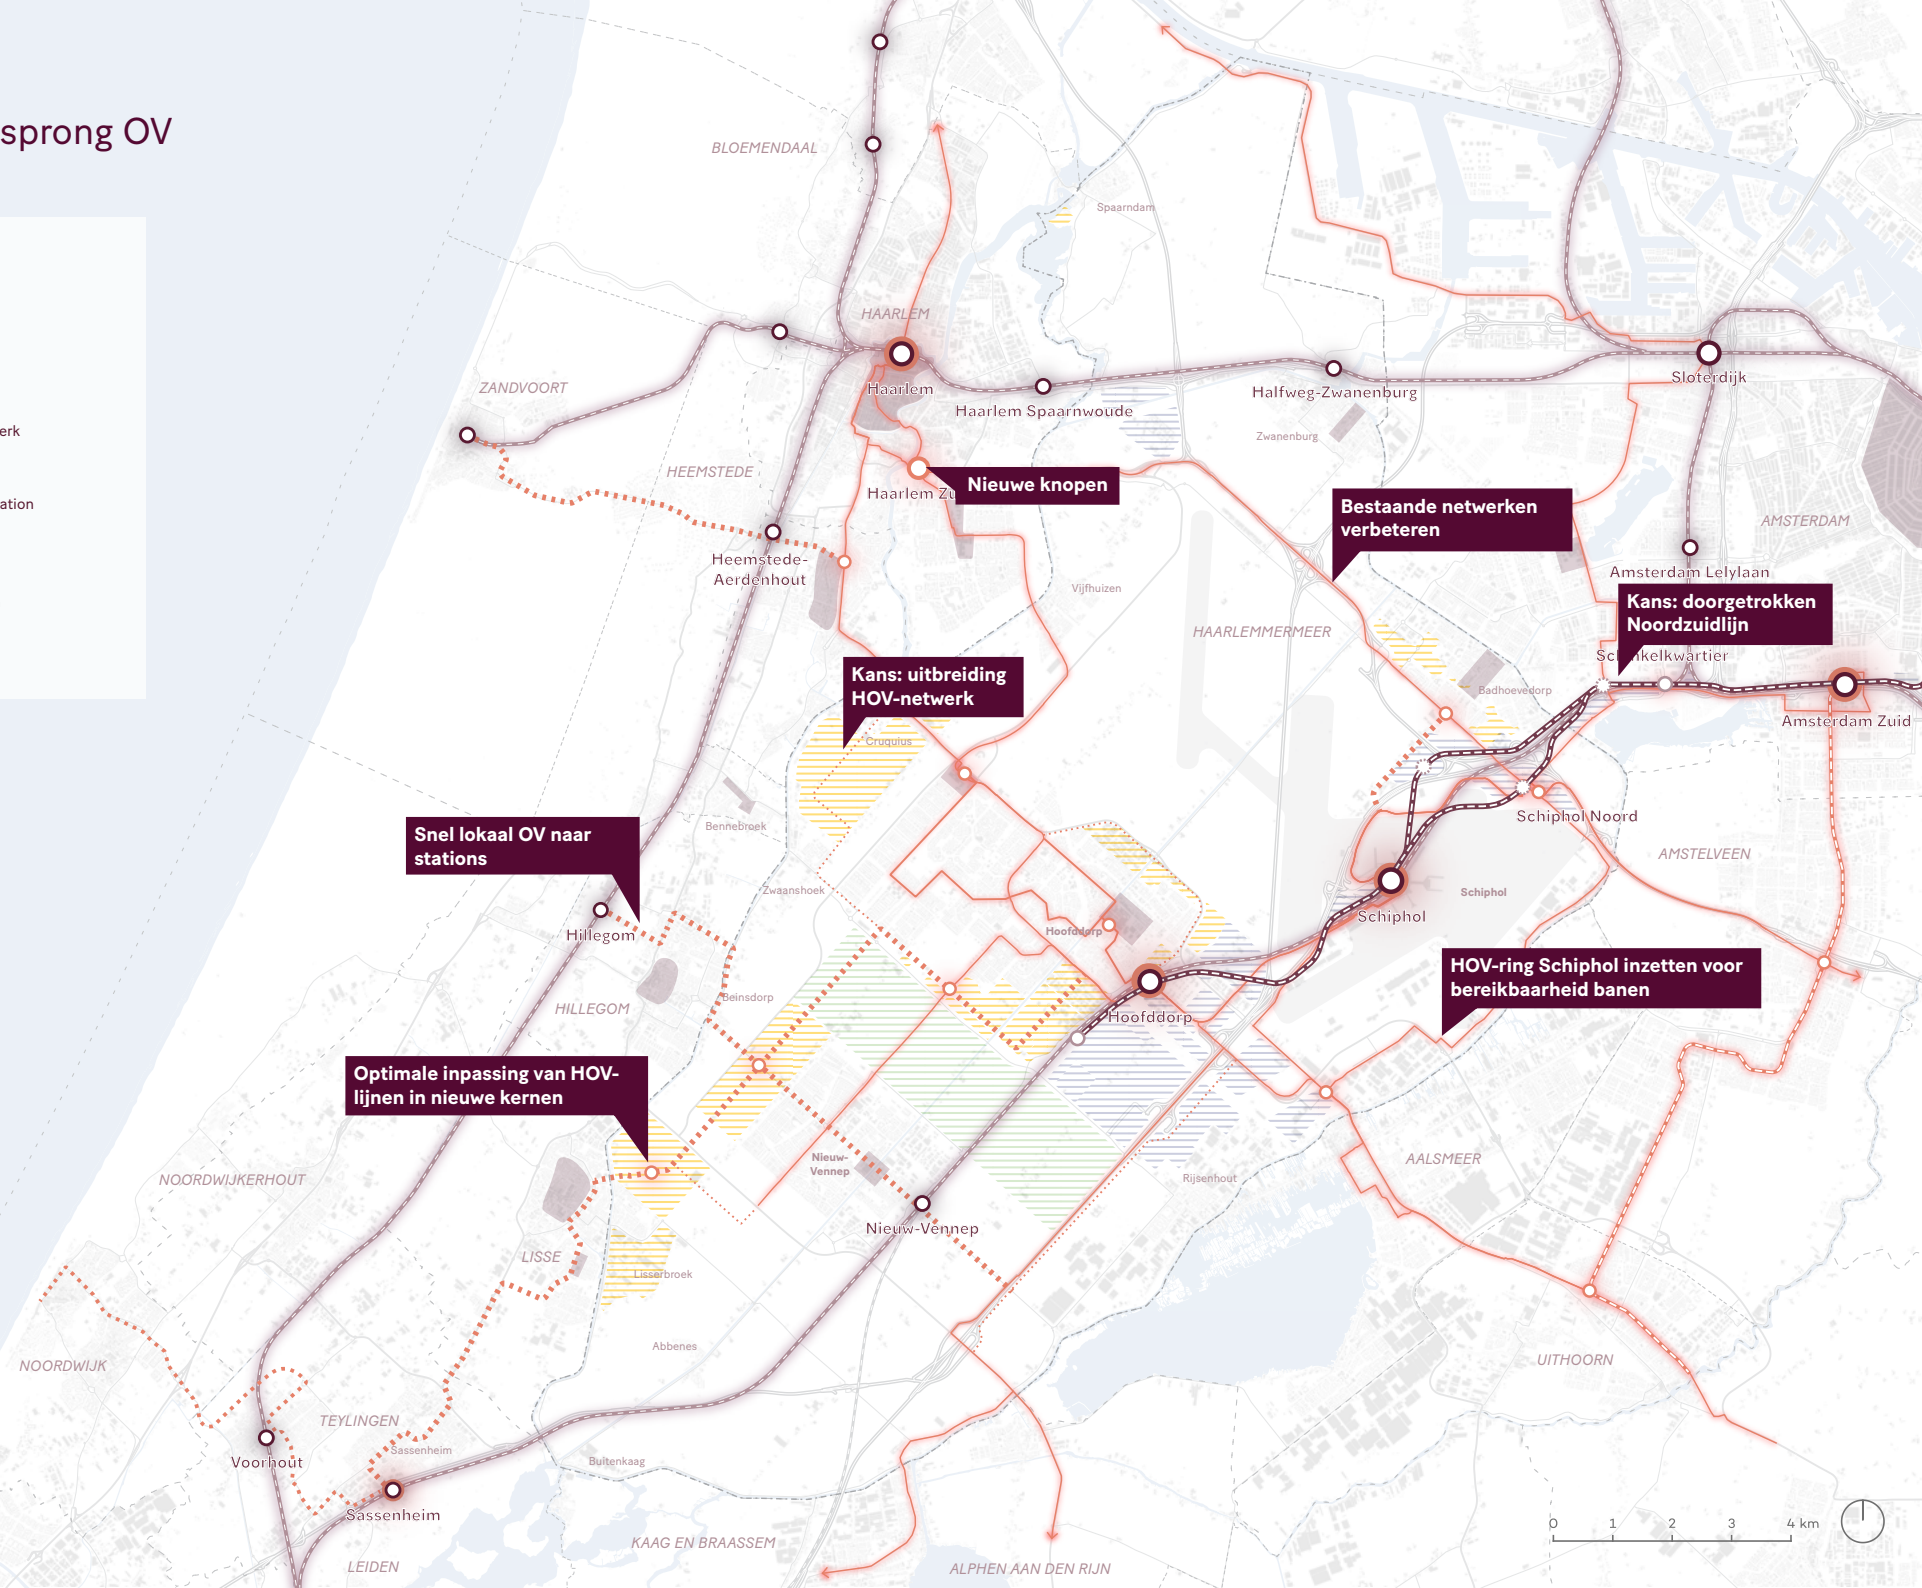 sprong OV
BLOEMENDAAL
Spaarndam
HAARLEM
erk
ation
ZANDVOORT
Haarlem
Haarlem Spaarnwoude
Halfweg-Zwanenburg
Sloterdijk
Zwanenburg
HEEMSTEDE
Haarlem Zu
Nieuwe knopen
Bestaande netwerken
verbeteren
AMSTERDAM
Heemstede-
Aerdenhout
Vijfhuizen
Amsterdam Lelylaan
Kans: doorgetrokken
Noordzuidlijn
HAARLEMMERMEER
Kans: uitbreiding
HOV-netwerk
Badhoevedorp
Amsterdam Zuid
Cruquius
Snel lokaal OV naar
stations
Bennebroek
Schiphol Noord
AMSTELVEEN
Zwaanshoek
Schiphol
Schiphol
Hillegom
Hoofddorp
HOV-ring Schiphol inzetten voor
bereikbaarheid banen
HILLEGOM
Beinsdorp
Hoofddorp
Optimale inpassing van HOV-
lijnen in nieuwe kernen
NOORDWIJKERHOUT
Nieuw-
Vennep
Rijsenhout
AALSMEER
Nieuw-Vennep
LISSE
Lisserbroek
Abbenes
NOORDWIJK
UITHOORN
TEYLINGEN
Sassenheim
Voorhout
Buitenkaag
Sassenheim
KAAG EN BRAASSEM
LEIDEN
ALPHEN AAN DEN RIJN
0 1 2 3 4 km